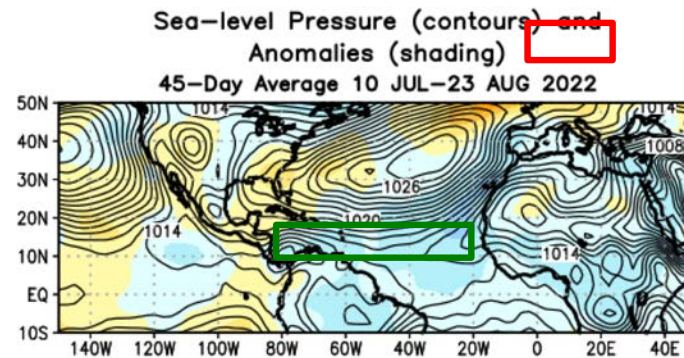 Sea-level Pressure (contours) and
Anomalies (shading)
45-Day Average 10 JUL-23 AUG 2022
50N
1014
1014
40N
1008
30N
1026
20N
1020
1014
1014
10N
EQ
10S
140W 120W 100W 80W 60W 40W 20W 0 20E 40E